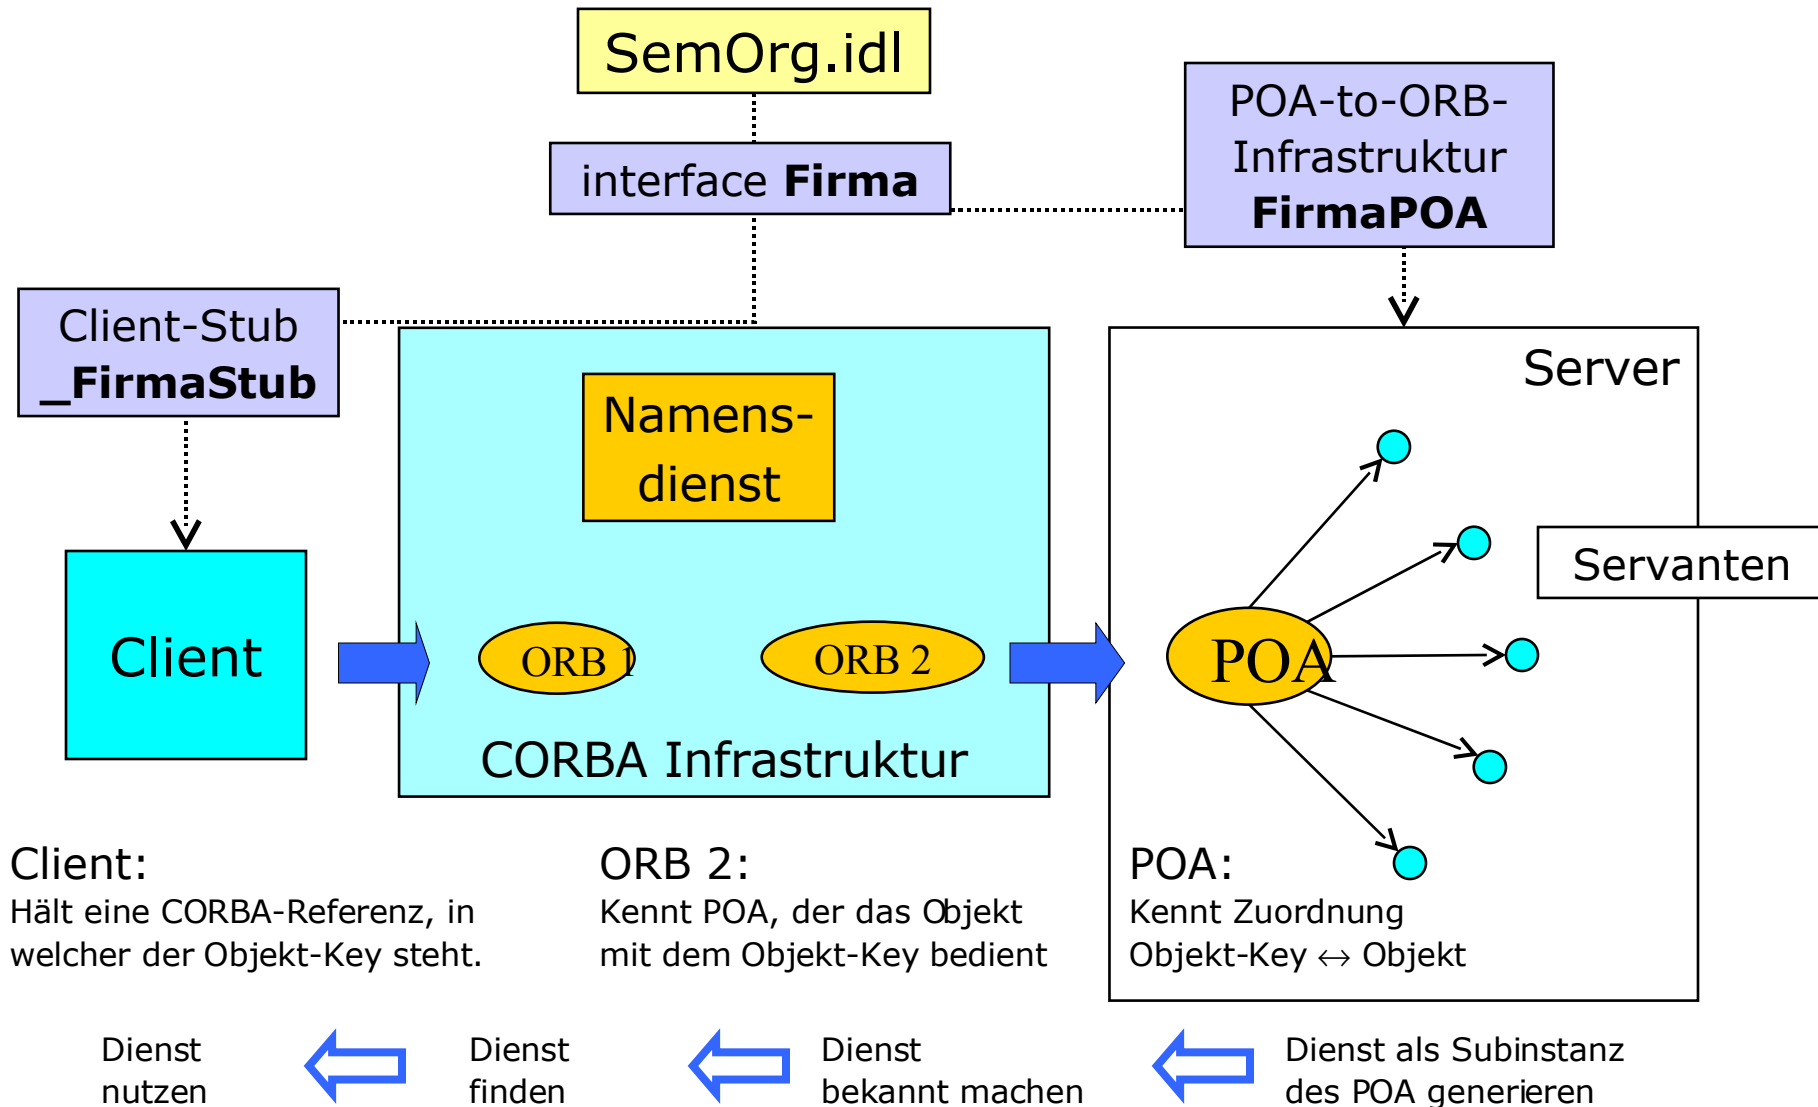 SemOrg.idl
POA-to-ORB-
Infrastruktur
FirmaPOA
interface Firma
Client-Stub
_FirmaStub
Server
Namens-
dienst
Servanten
Client
ORB 1
ORB 2
POA
CORBA Infrastruktur
Client:
Hält eine CORBA-Referenz, in
welcher der Objekt-Key steht.
ORB 2:
Kennt POA, der das Objekt
mit dem Objekt-Key bedient
POA:
Kennt Zuordnung
Objekt-Key ↔ Objekt
Dienst
nutzen
Dienst
finden
Dienst
bekannt machen
Dienst als Subinstanz
des POA generieren